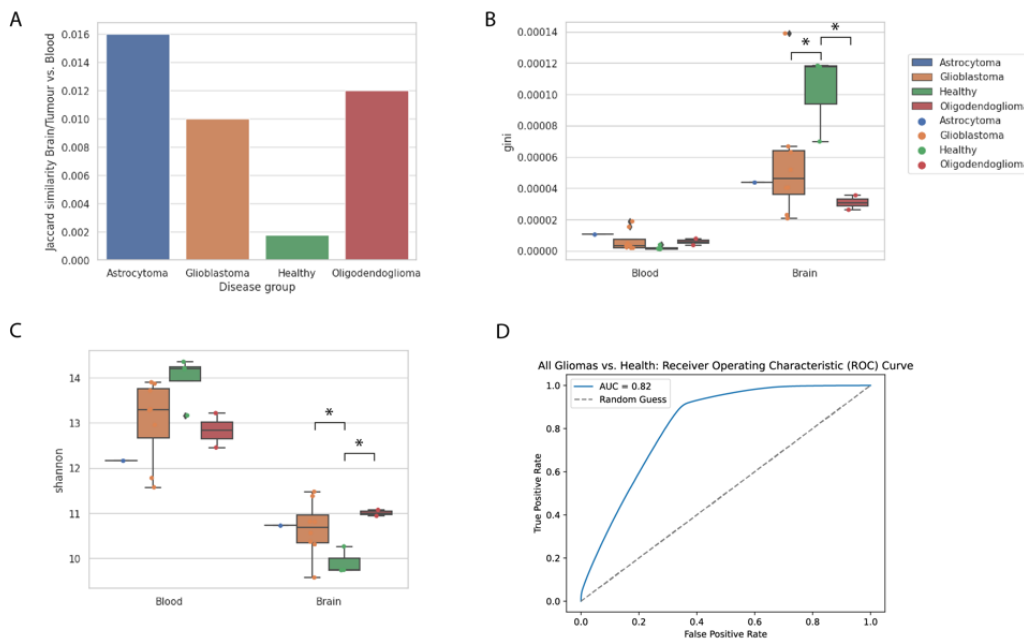 A
Jaccard similarity Brain/Tumour vs. Blood
0.016
0.014
0.012
0.010
0.008
0.006
0.004
0.002
0.000
Astrocytoma Glioblastoma Healthy Oligodendoglioma
Disease group
B
gini
0.00014
0.00012
0.00010
0.00008
0.00006
0.00004
0.00002
0.00000
* *
Blood Brain
Astrocytoma
Glioblastoma
Healthy
Oligodendoglioma
Astrocytoma
Glioblastoma
Healthy
Oligodendoglioma
C
shannon
14
13
12
11
10
*
*
Blood Brain
D
All Gliomas vs. Health: Receiver Operating Characteristic (ROC) Curve
AUC = 0.82
Random Guess
True Positive Rate
1.0
0.8
0.6
0.4
0.2
0.0
0.0 0.2 0.4 0.6 0.8 1.0
False Positive Rate